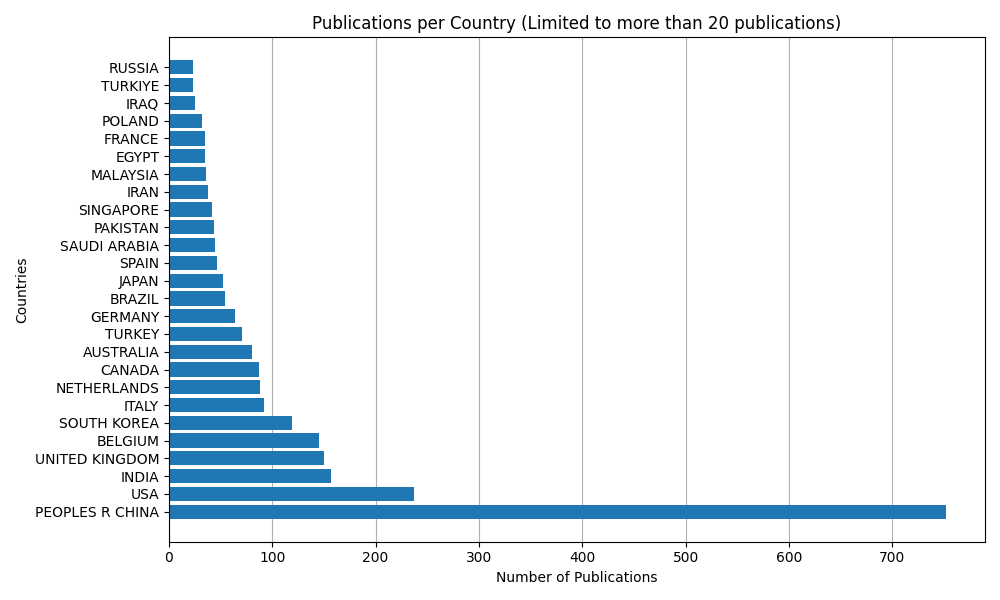 Publications per Country (Limited to more than 20 publications)
Countries
RUSSIA
TURKIYE
IRAQ
POLAND
FRANCE
EGYPT
MALAYSIA
IRAN
SINGAPORE
PAKISTAN
SAUDI ARABIA
SPAIN
JAPAN
BRAZIL
GERMANY
TURKEY
AUSTRALIA
CANADA
NETHERLANDS
ITALY
SOUTH KOREA
BELGIUM
UNITED KINGDOM
INDIA
USA
PEOPLES R CHINA
0 100 200 300 400 500 600 700
Number of Publications